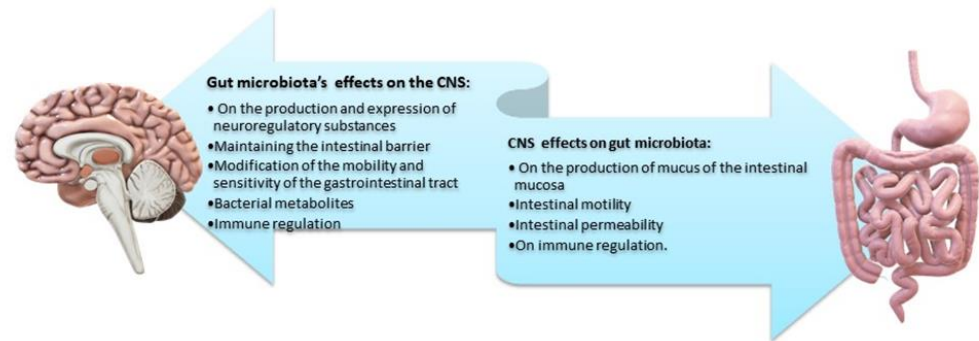 Gut microbiota's effects on the CNS:
• On the production and expression of
neuroregulatory substances
•Maintaining the intestinal barrier
•Modification of the mobility and
sensitivity of the gastrointestinal tract
•Bacterial metabolites
•Immune regulation
CNS effects on gut microbiota:
• On the production of mucus of the intestinal
mucosa
•Intestinal motility
•Intestinal permeability
•On immune regulation.